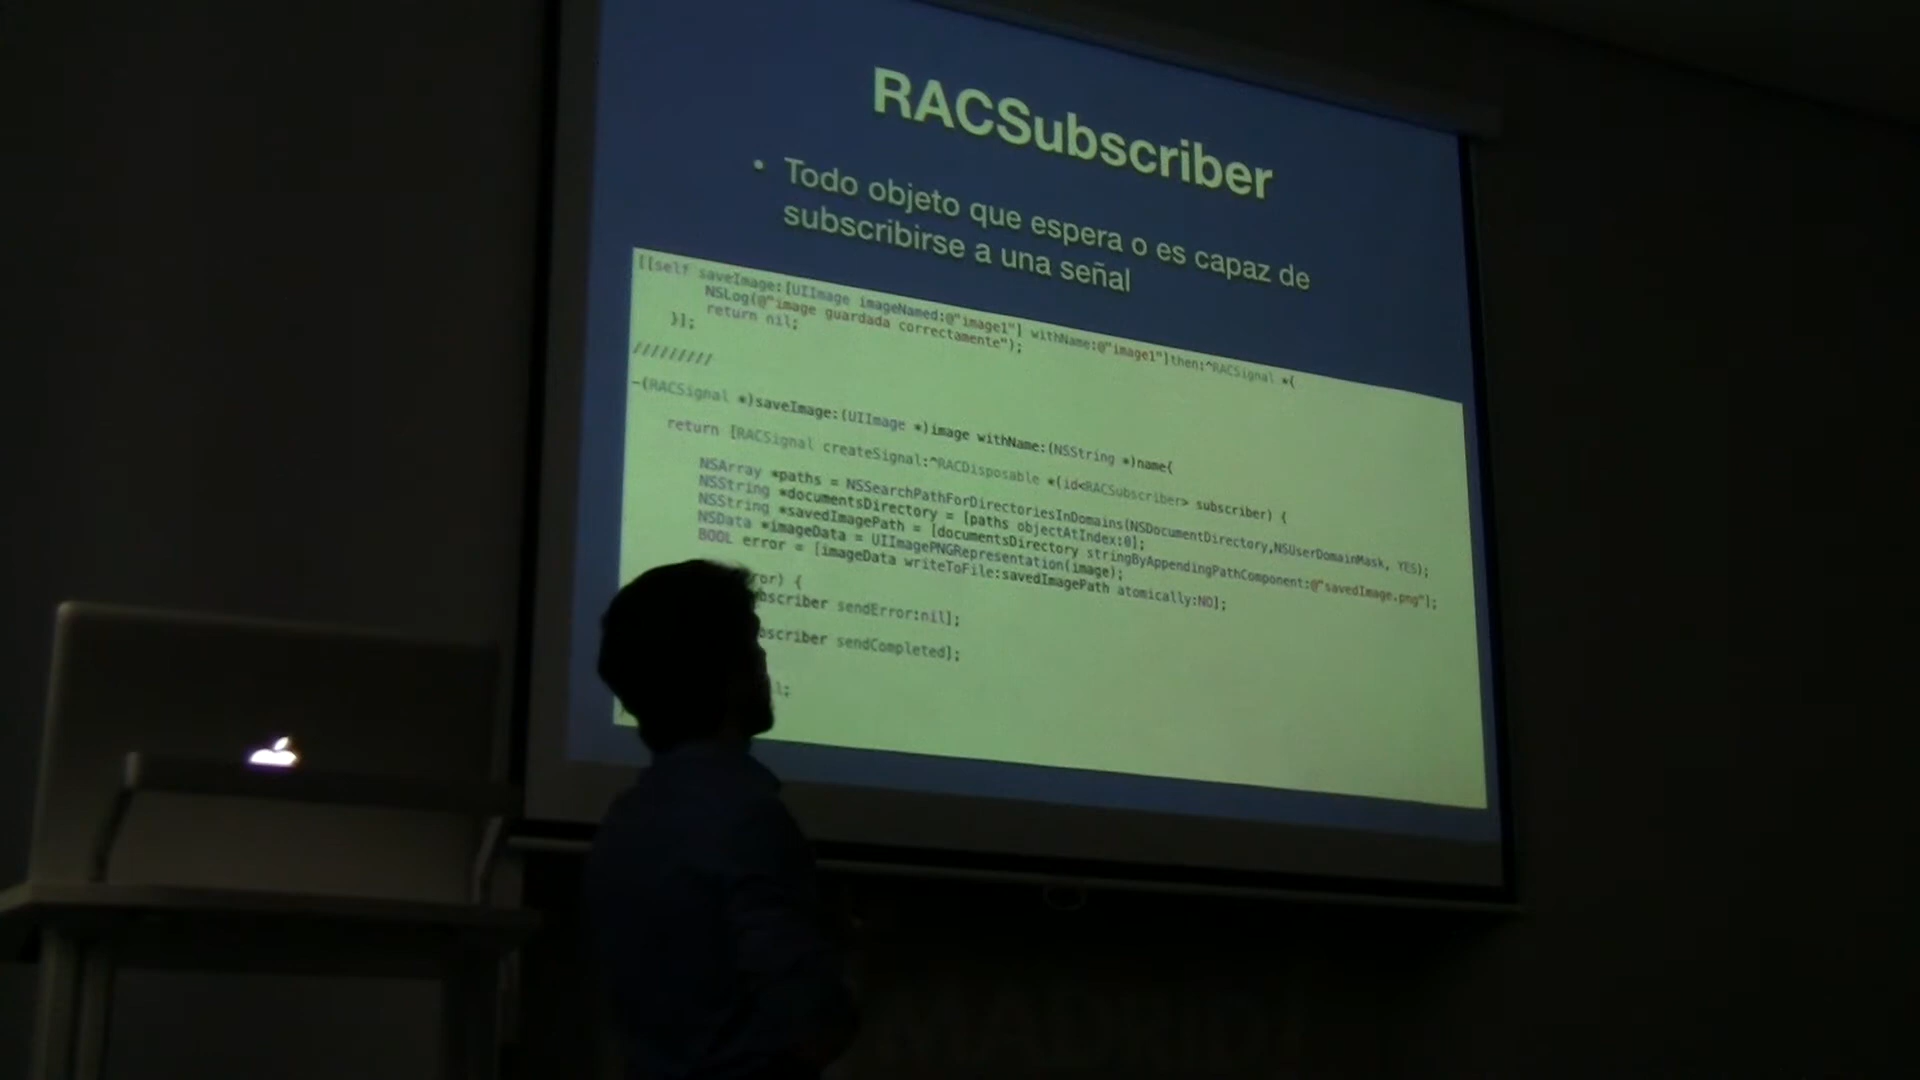 RACSubscriber
• Todo objeto que espera o es capaz de
subscribirse a una señal
[[self saveImage:[UIImage imageNamed:@"image1"] withName:@"image1"]then:^RACSignal *{
NSLog(@"image guardada correctamente");
return nil;
}];
/////////
-(RACSignal *)saveImage:(UIImage *)image withName:(NSString *)name{
return [RACSignal createSignal:^RACDisposable *(id<RACSubscriber> subscriber) {
NSArray *paths = NSSearchPathForDirectoriesInDomains(NSDocumentDirectory,NSUserDomainMask, YES);
NSString *documentsDirectory = [paths objectAtIndex:0];
NSString *savedImagePath = [documentsDirectory stringByAppendingPathComponent:@"savedImage.png"];
NSData *imageData = UIImagePNGRepresentation(image);
BOOL error = [imageData writeToFile:savedImagePath atomically:NO];
ror) {
bscriber sendError:nil];
bscriber sendCompleted];
l;